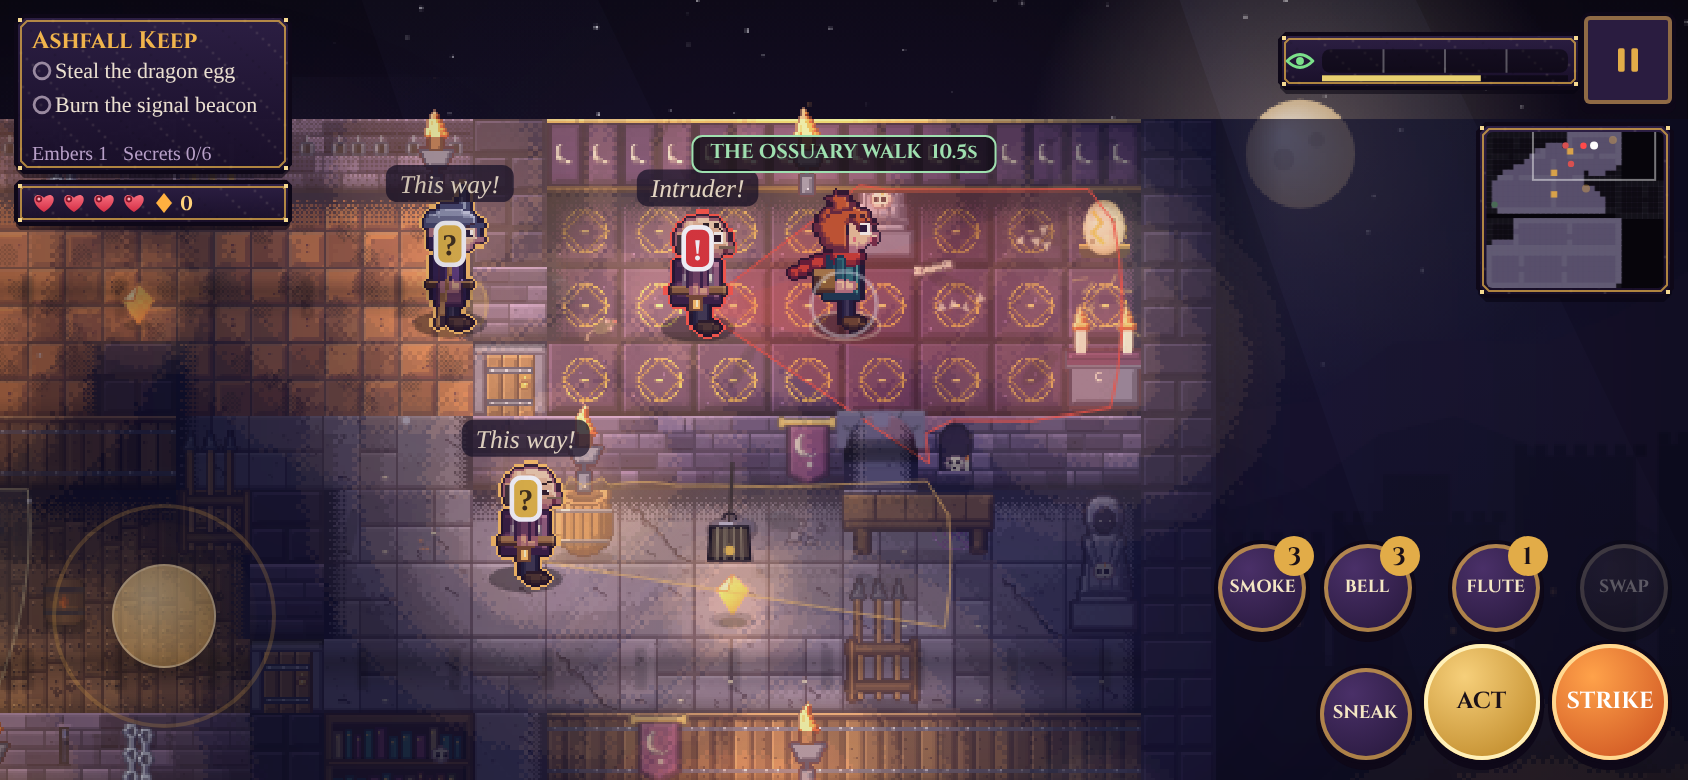 Ashfall Keep
Steal the dragon egg
Burn the signal beacon
Embers 1 Secrets 0/6
0
THE OSSUARY WALK 10.5s
This way!
Intruder!
?
!
This way!
?
3
3
1
SMOKE
BELL
FLUTE
SWAP
SNEAK
ACT
STRIKE